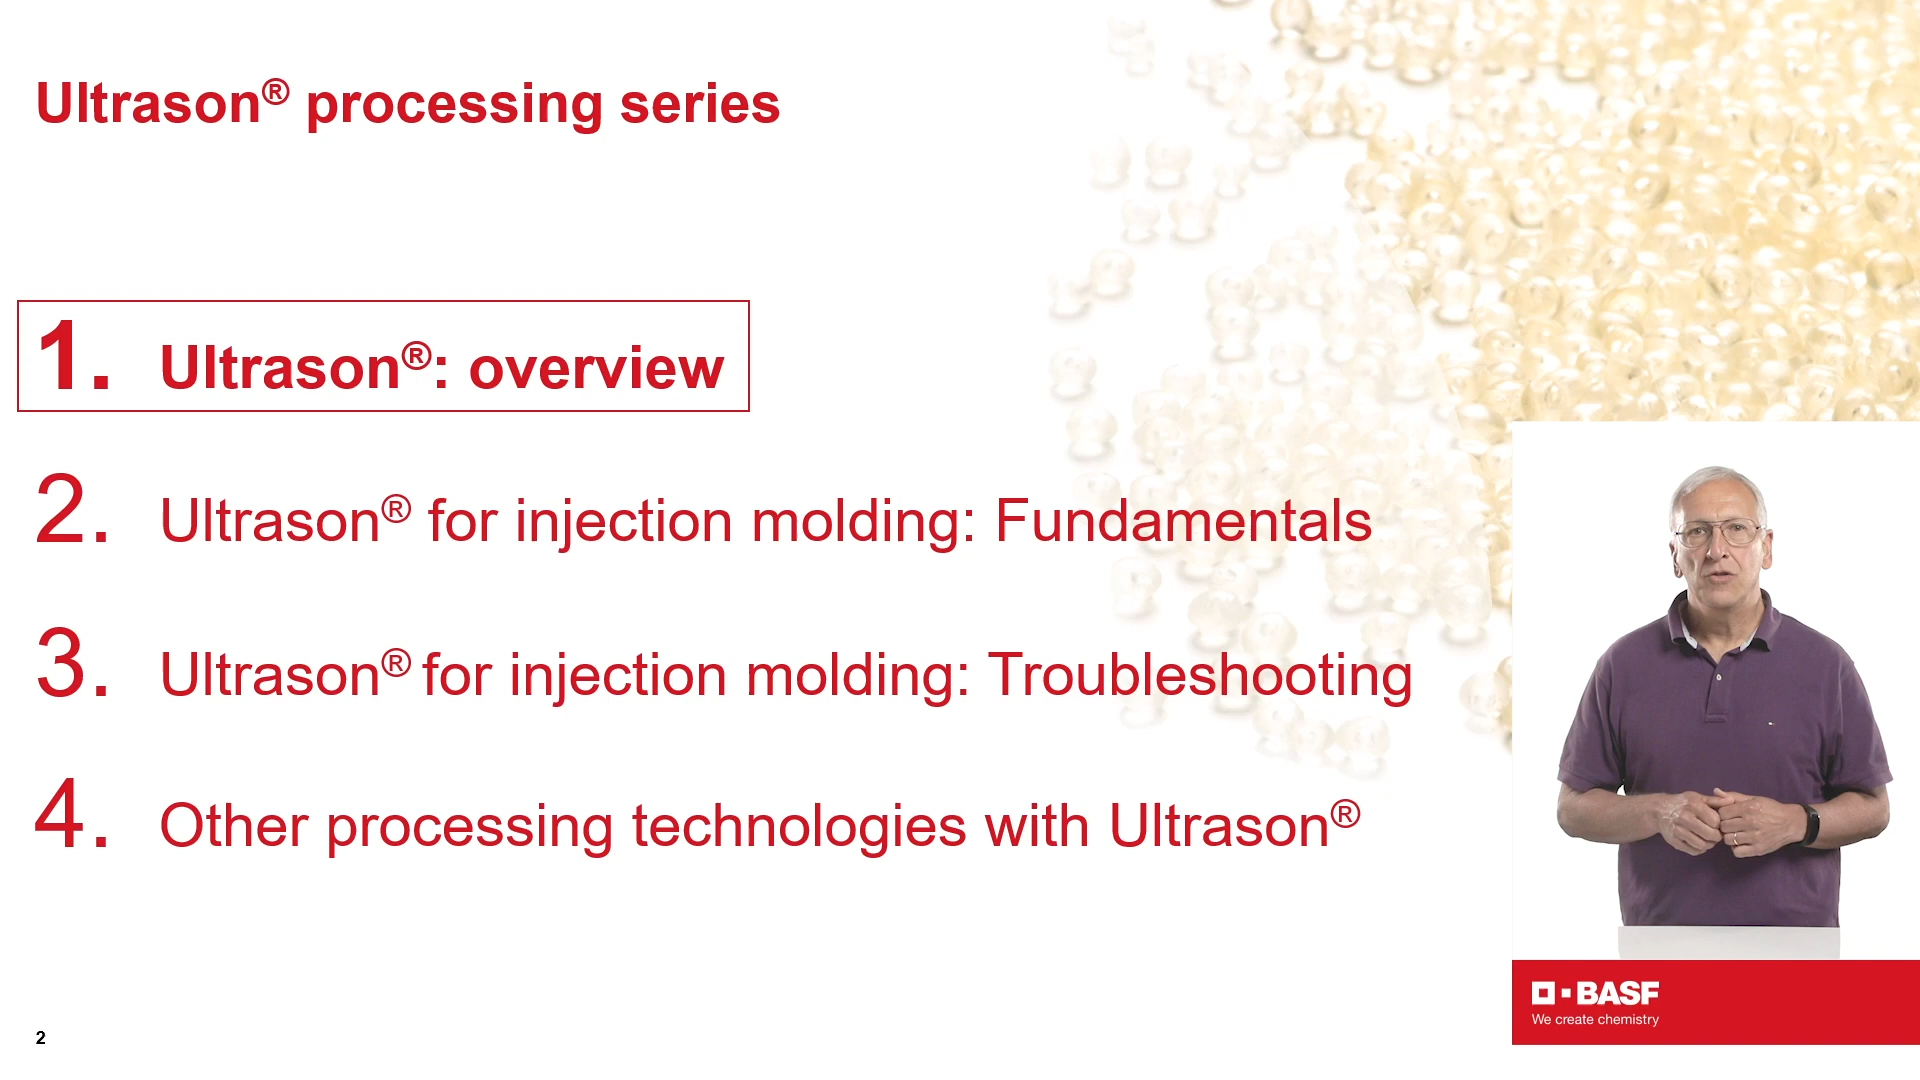 Ultrason® processing series
1. Ultrason®: overview
2. Ultrason® for injection molding: Fundamentals
3. Ultrason® for injection molding: Troubleshooting
4. Other processing technologies with Ultrason®
BASF
We create chemistry
2